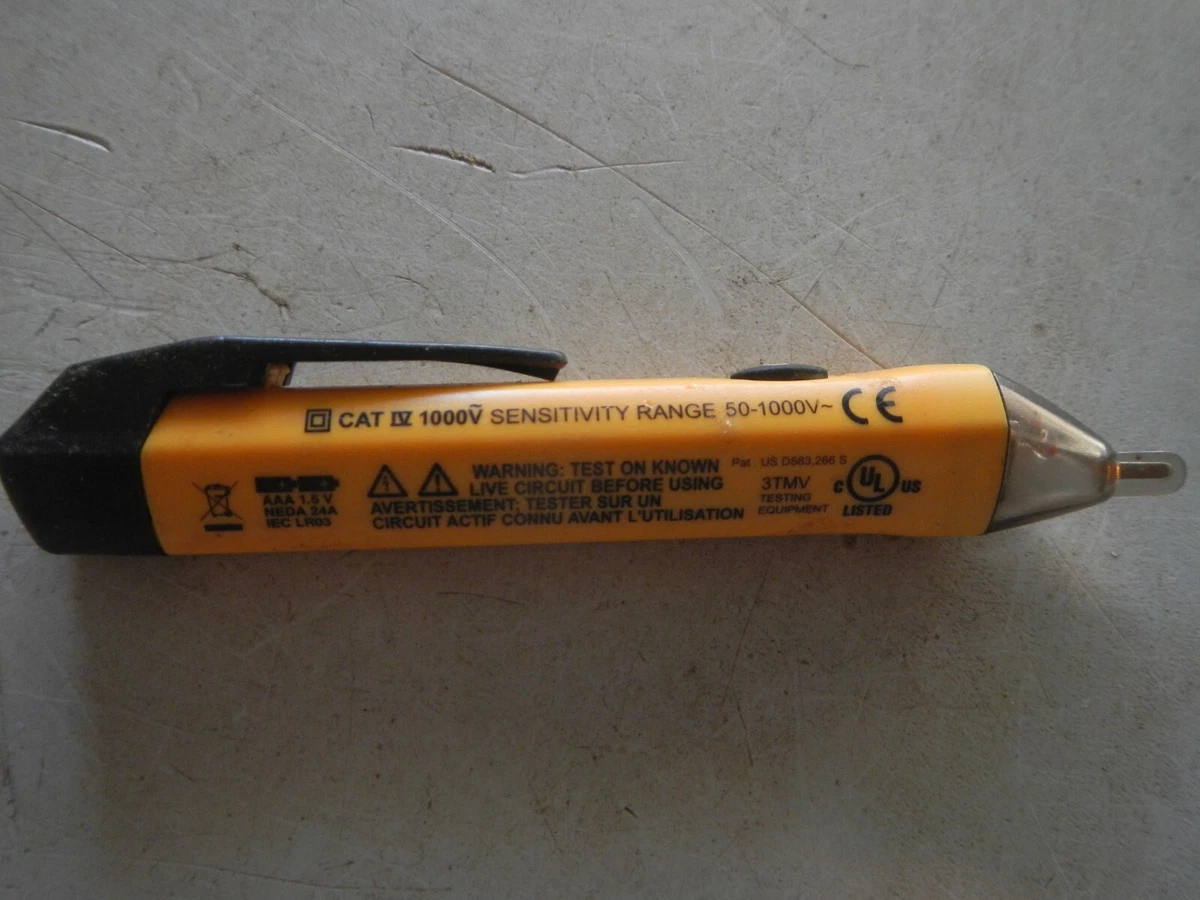 CAT IV 1000V~ SENSITIVITY RANGE 50-1000V~ CE
AAA 1.5 V
NEDA 24A
IEC LR03
WARNING: TEST ON KNOWN
LIVE CIRCUIT BEFORE USING
AVERTISSEMENT: TESTER SUR UN
CIRCUIT ACTIF CONNU AVANT L'UTILISATION
Pat. US D583,266 S
3TMV
TESTING
EQUIPMENT
C UL US
LISTED